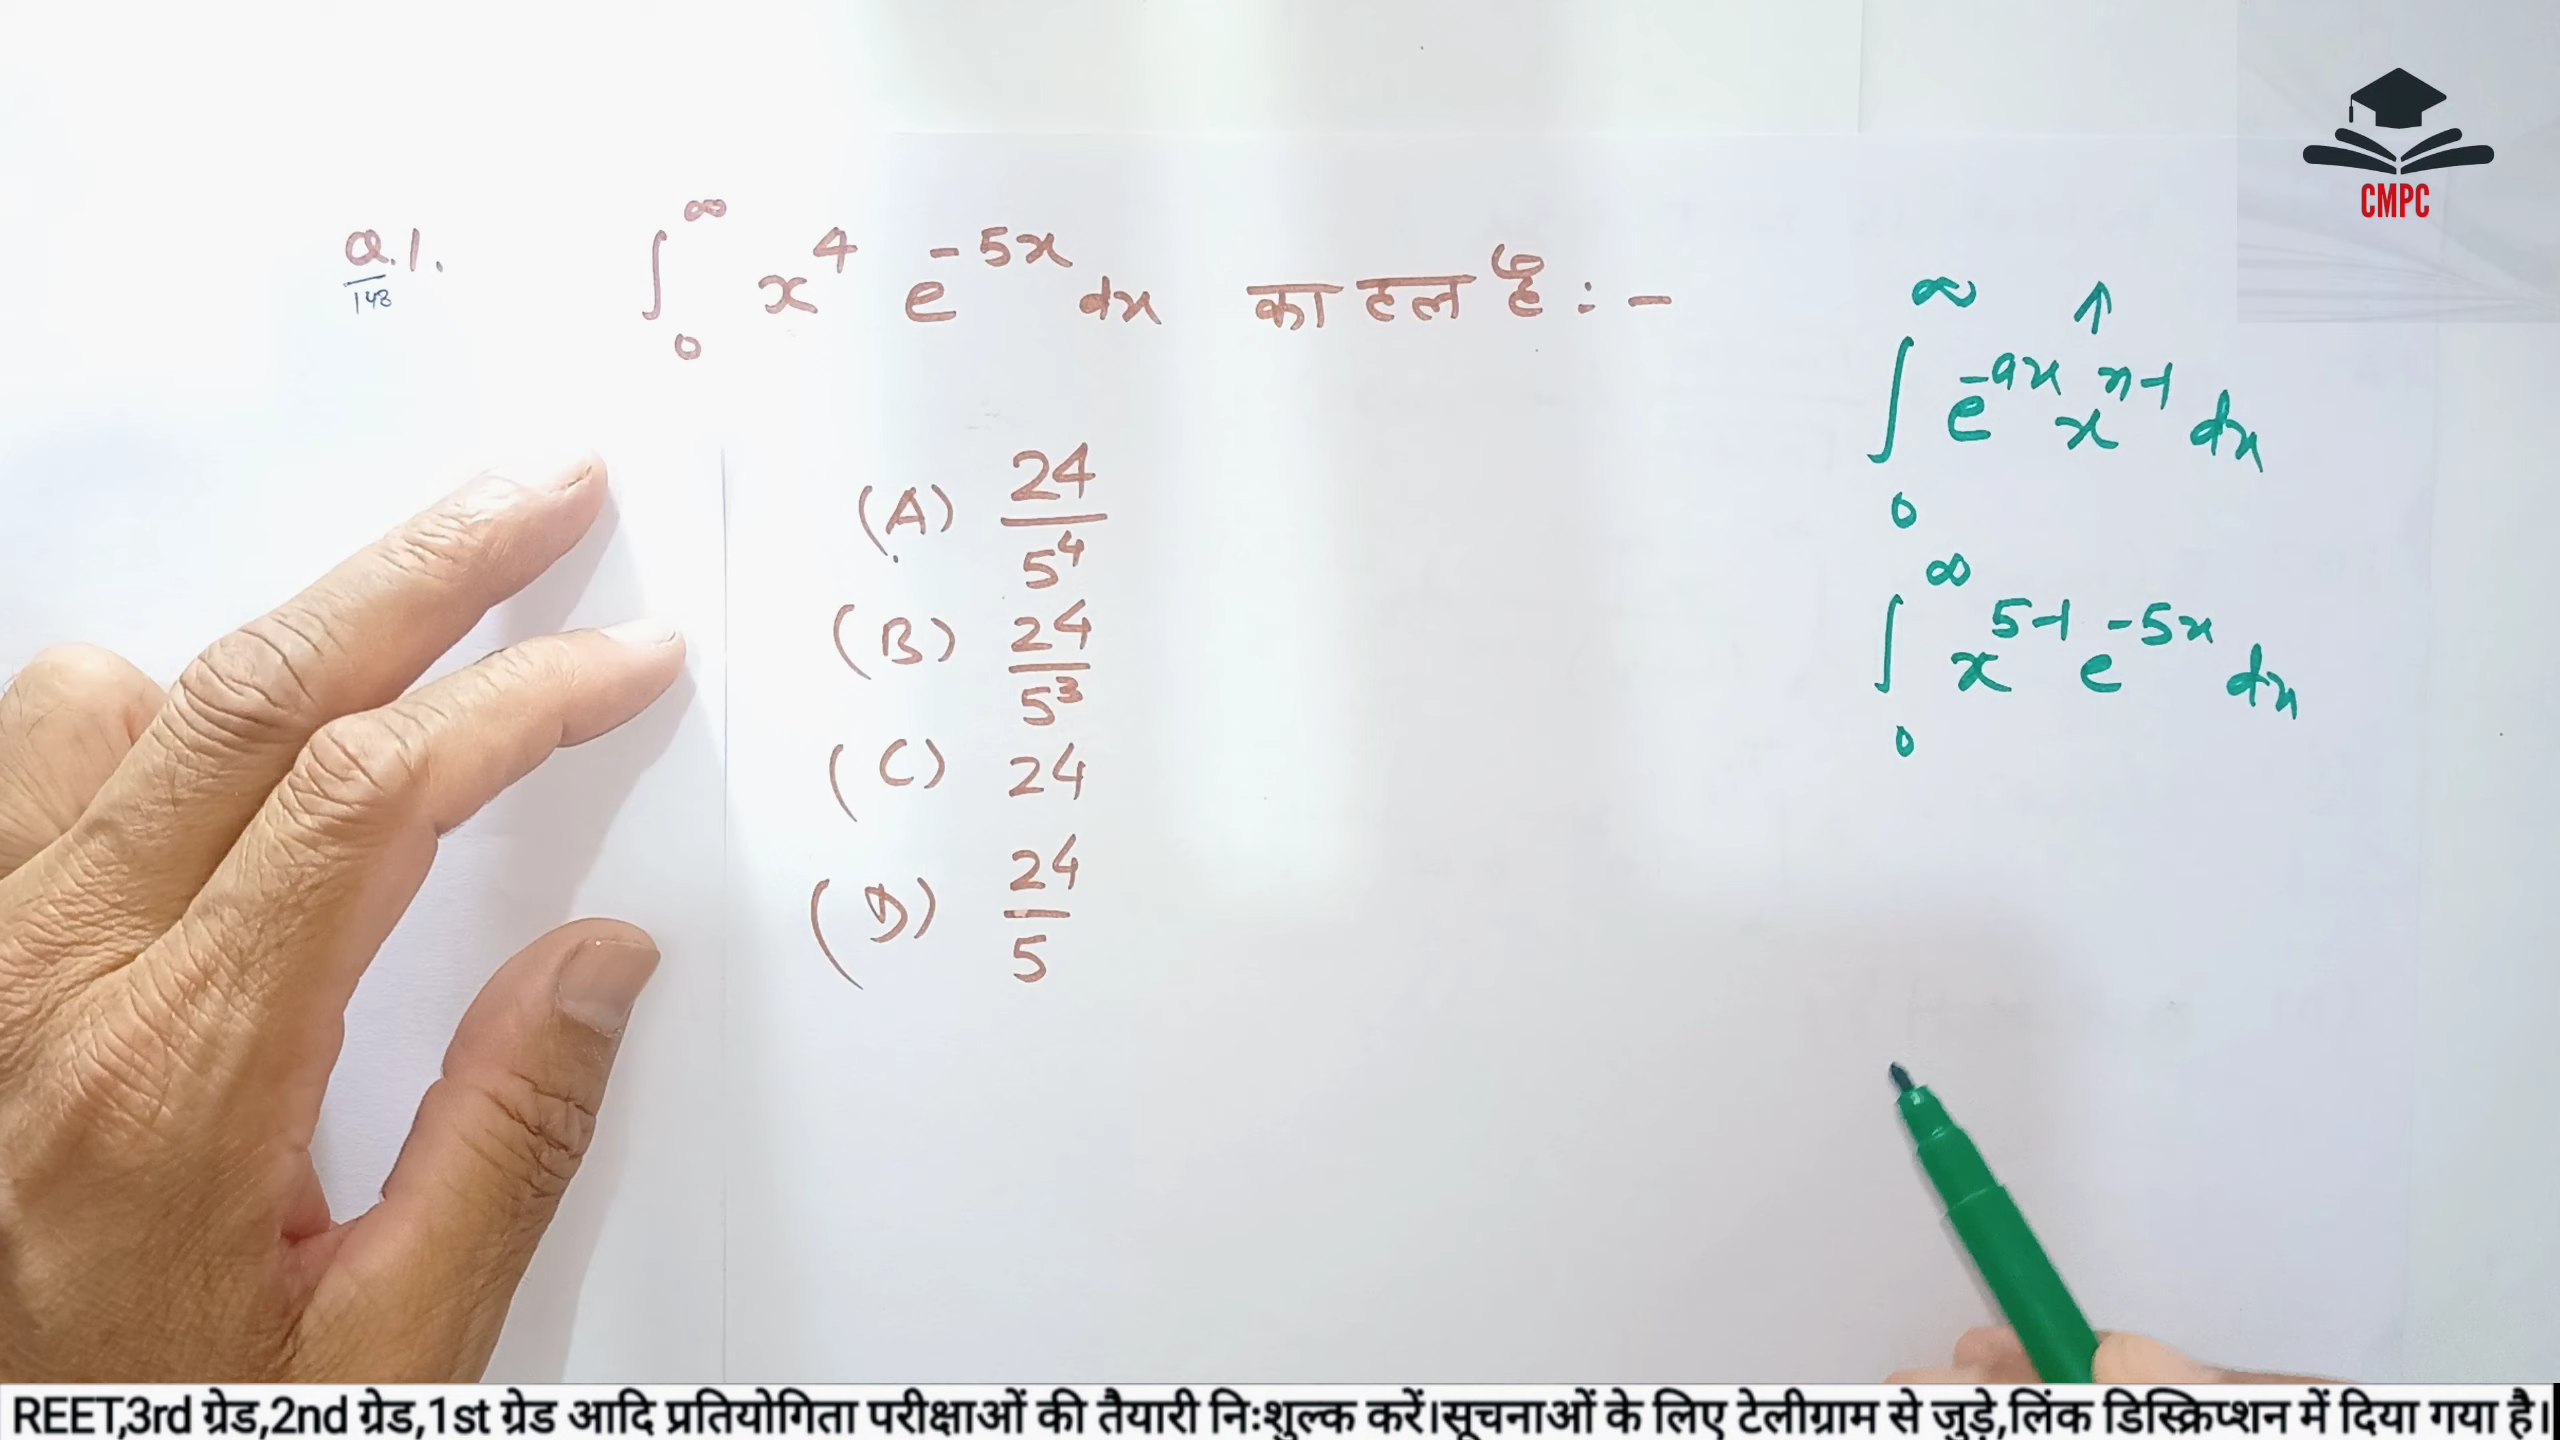 CMPC
Q.1. ∫₀^∞ x⁴ e^-5x dx का हल है :-
148
(A) 24/5⁴
(B) 24/5³
(C) 24
(D) 24/5
∫₀^∞ e^-ax x^n-1 dx
∫₀^∞ x^5-1 e^-5x dx
REET,3rd ग्रेड,2nd ग्रेड,1st ग्रेड आदि प्रतियोगिता परीक्षाओं की तैयारी निःशुल्क करें।सूचनाओं के लिए टेलीग्राम से जुड़े,लिंक डिस्क्रिप्शन में दिया गया है।